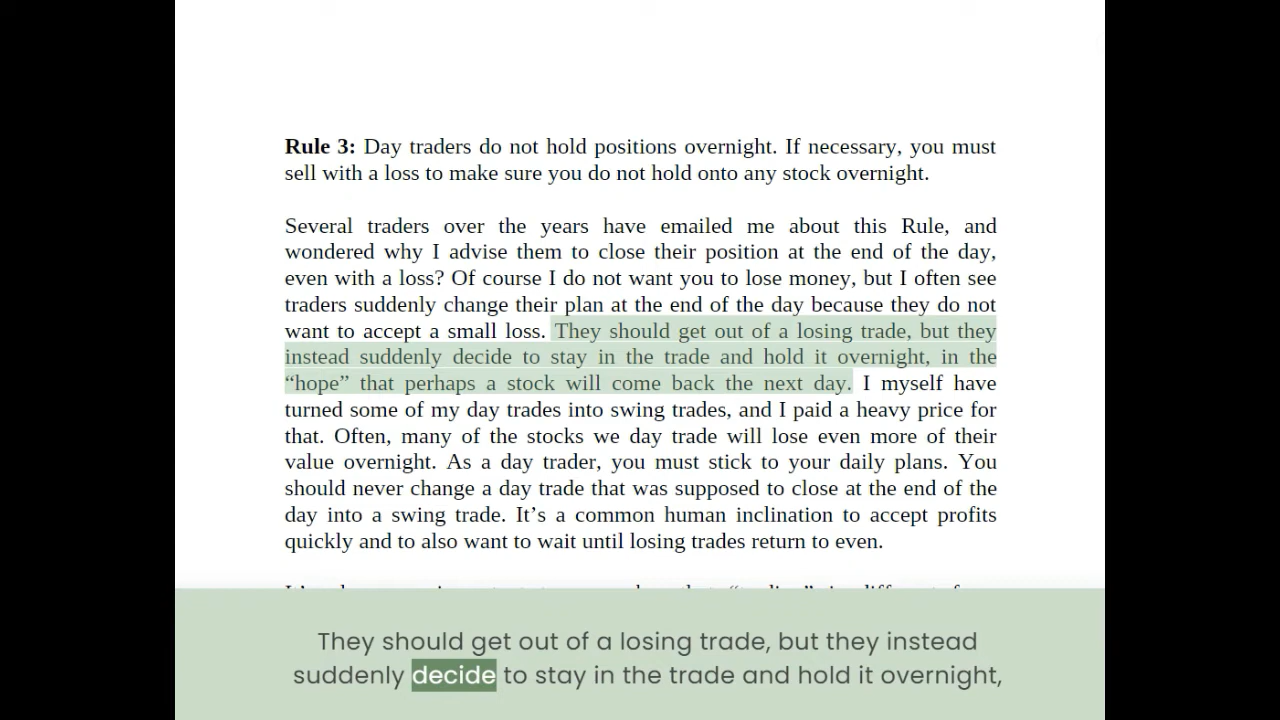 Rule 3: Day traders do not hold positions overnight. If necessary, you must
sell with a loss to make sure you do not hold onto any stock overnight.
Several traders over the years have emailed me about this Rule, and
wondered why I advise them to close their position at the end of the day,
even with a loss? Of course I do not want you to lose money, but I often see
traders suddenly change their plan at the end of the day because they do not
want to accept a small loss. They should get out of a losing trade, but they
instead suddenly decide to stay in the trade and hold it overnight, in the
“hope” that perhaps a stock will come back the next day. I myself have
turned some of my day trades into swing trades, and I paid a heavy price for
that. Often, many of the stocks we day trade will lose even more of their
value overnight. As a day trader, you must stick to your daily plans. You
should never change a day trade that was supposed to close at the end of the
day into a swing trade. It’s a common human inclination to accept profits
quickly and to also want to wait until losing trades return to even.
They should get out of a losing trade, but they instead
suddenly decide to stay in the trade and hold it overnight,